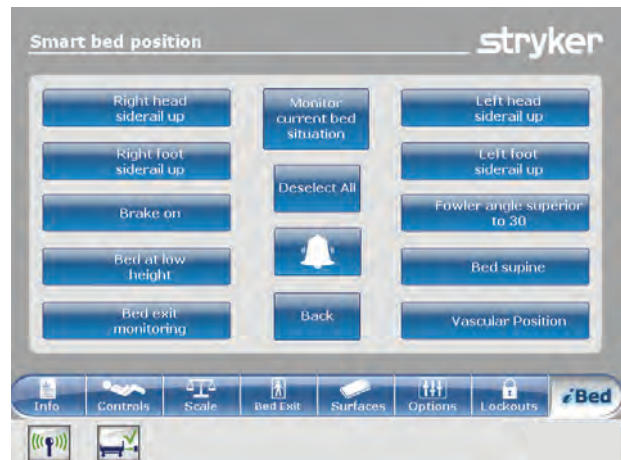 Smart bed position
stryker
Right head
siderail up
Right foot
siderail up
Brake on
Bed at low
height
Bed exit
monitoring
Monitor
current bed
situation
Deselect All
Back
Left head
siderail up
Left foot
siderail up
Fowler angle superior
to 30
Bed supine
Vascular Position
Info
Controls
Scale
Bed Exit
Surfaces
Options
Lockouts
iBed